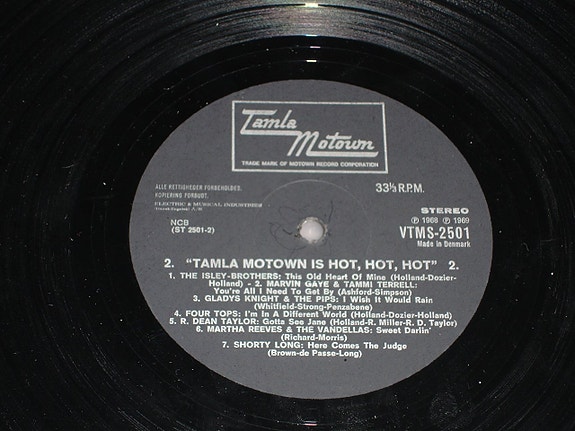 Tamla
Motown
TRADE MARK OF MOTOWN RECORD CORPORATION
ALLE RETTIGHEDER FORBEHOLDES.
KOPIERING FORBUDT.
ELECTRIC & MUSICAL INDUSTRIES
33⅓ R.P.M.
NCB
(ST 2501-2)
STEREO
Ⓟ 1968 Ⓟ 1969
VTMS-2501
Made in Denmark
2. "TAMLA MOTOWN IS HOT, HOT, HOT" 2.
1. THE ISLEY-BROTHERS: This Old Heart Of Mine (Holland-Dozier-
Holland) - 2. MARVIN GAYE & TAMMI TERRELL:
You're All I Need To Get By (Ashford-Simpson)
3. GLADYS KNIGHT & THE PIPS: I Wish It Would Rain
(Whitfield-Strong-Penzabene)
4. FOUR TOPS: I'm In A Different World (Holland-Dozier-Holland)
5. R. DEAN TAYLOR: Gotta See Jane (Holland-R. Miller-R. D. Taylor)
6. MARTHA REEVES & THE VANDELLAS: Sweet Darlin'
(Richard-Morris)
7. SHORTY LONG: Here Comes The Judge
(Brown-de Passe-Long)